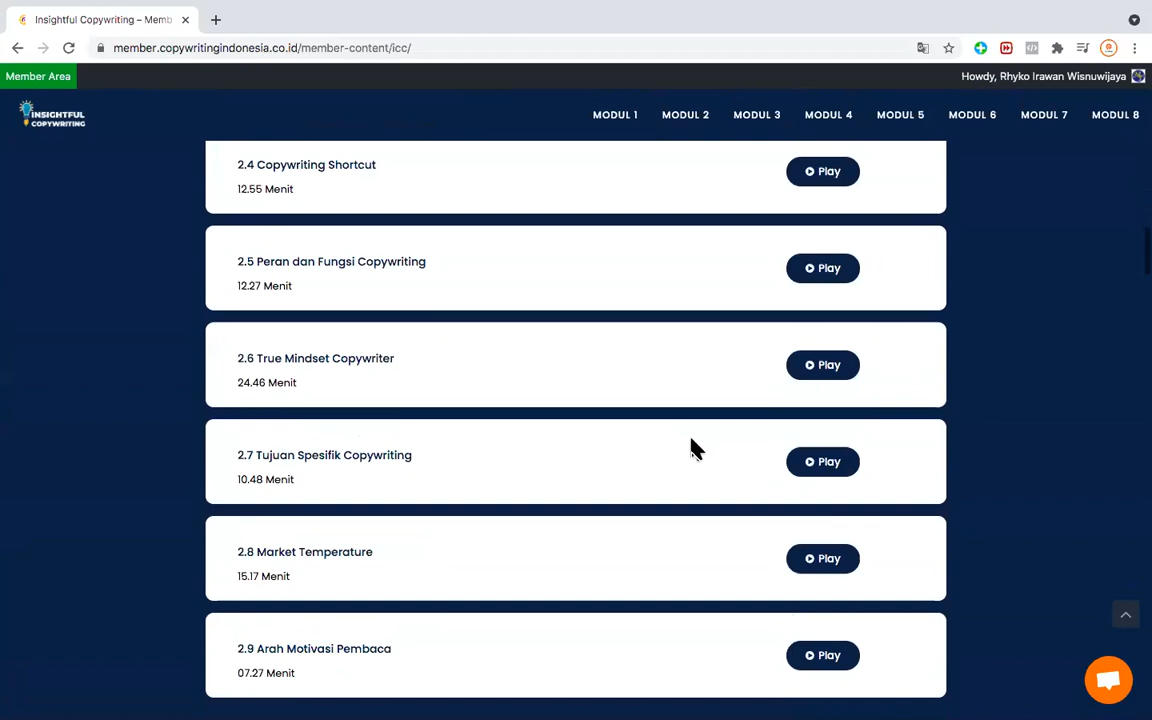 Insightful Copywriting – Memb
member.copywritingindonesia.co.id/member-content/icc/
Member Area
Howdy, Rhyko Irawan Wisnuwijaya
INSIGHTFUL
COPYWRITING
MODUL 1 MODUL 2 MODUL 3 MODUL 4 MODUL 5 MODUL 6 MODUL 7 MODUL 8
2.4 Copywriting Shortcut
12.55 Menit
Play
2.5 Peran dan Fungsi Copywriting
12.27 Menit
Play
2.6 True Mindset Copywriter
24.46 Menit
Play
2.7 Tujuan Spesifik Copywriting
10.48 Menit
Play
2.8 Market Temperature
15.17 Menit
Play
2.9 Arah Motivasi Pembaca
07.27 Menit
Play